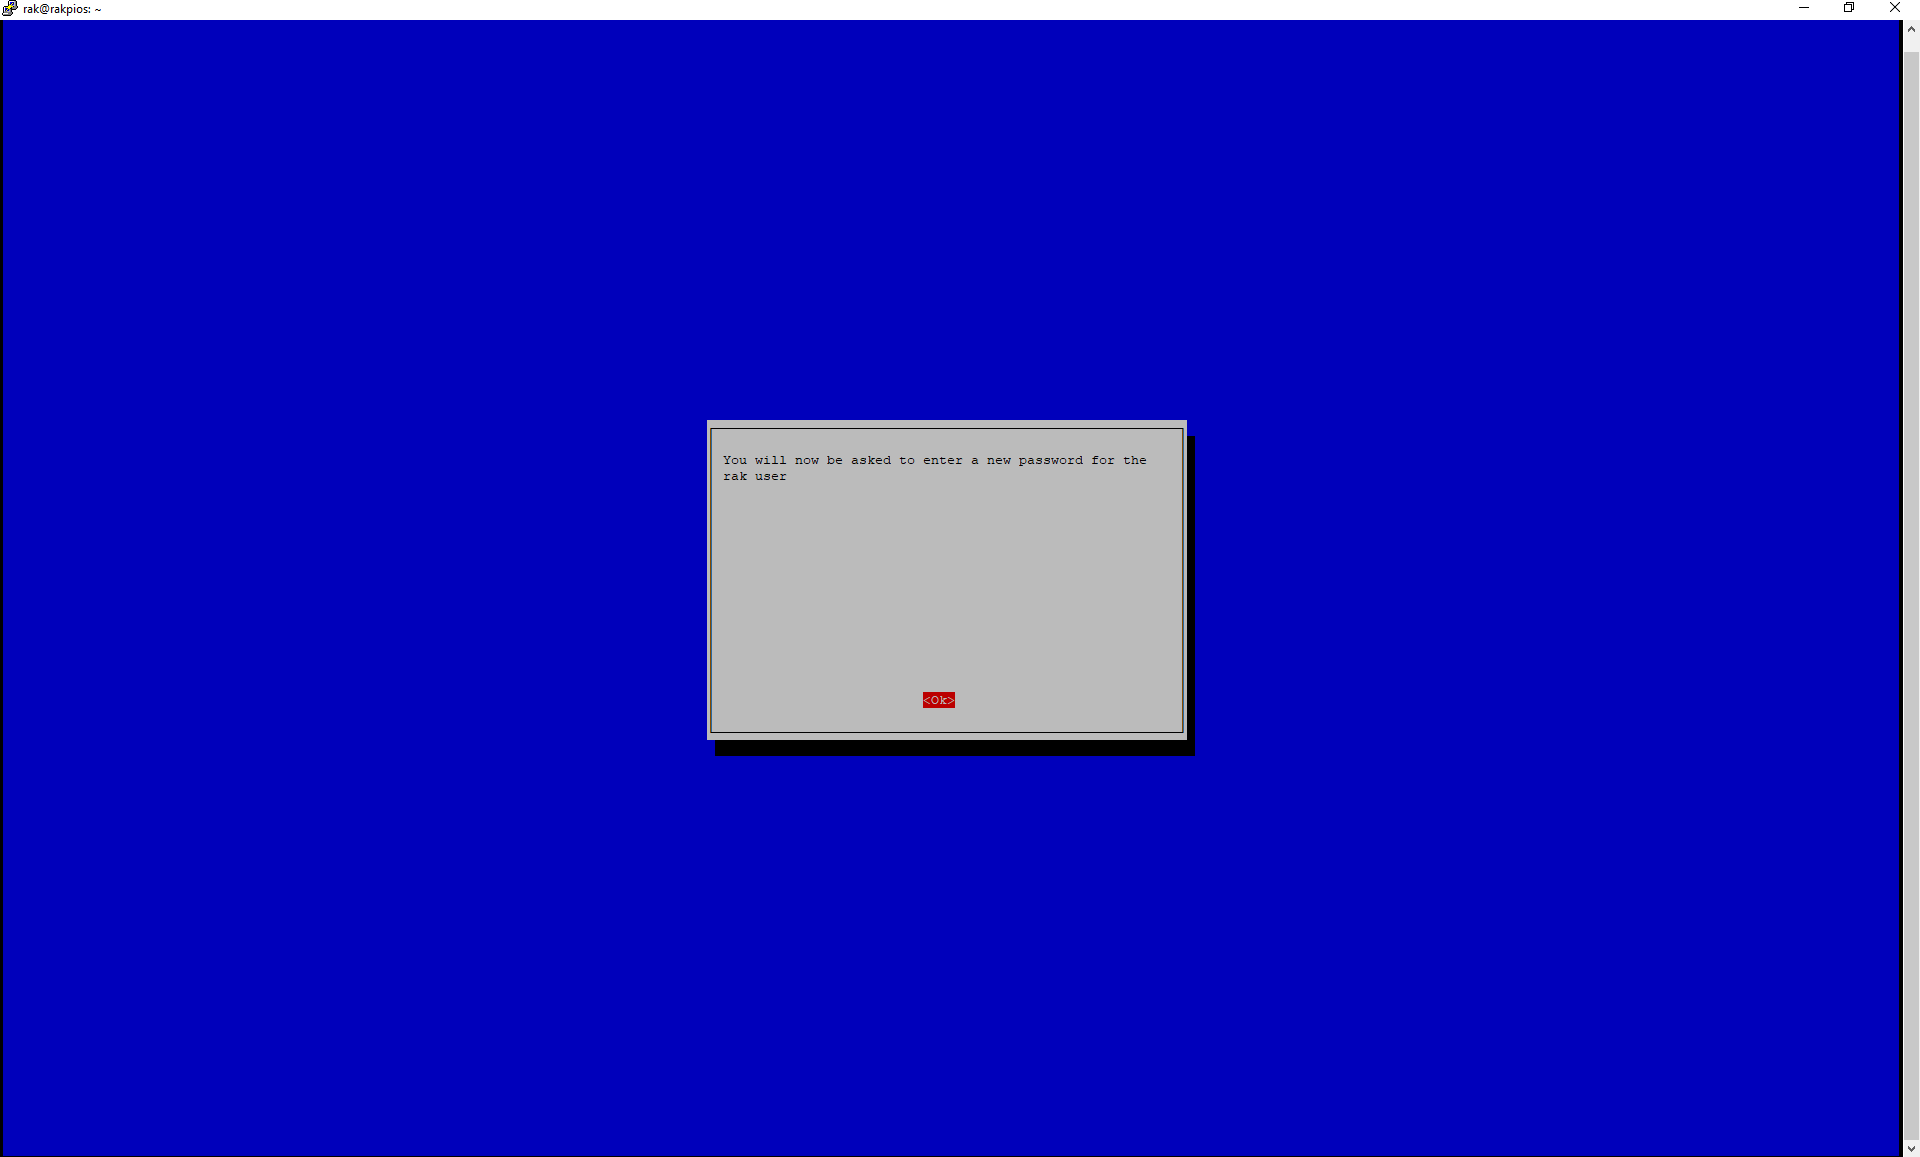 rak@rakpios: ~
You will now be asked to enter a new password for the
rak user
<Ok>